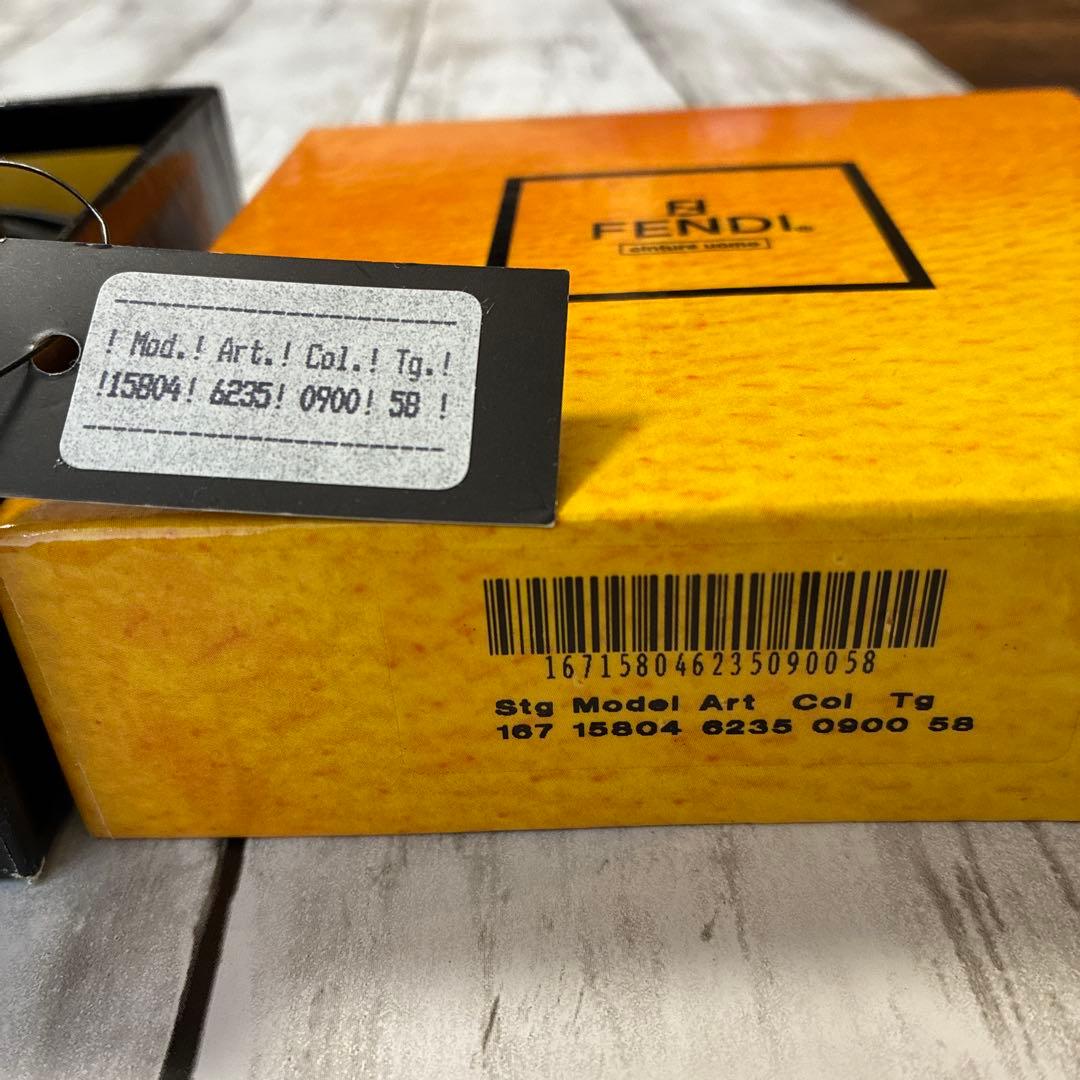 FENDI
cinture uomo
! Mod.! Art.! Col.! Tg.!
!15804! 6235! 0900! 58 !
167158046235090058
Stg Model Art Col Tg
167 15804 6235 0900 58